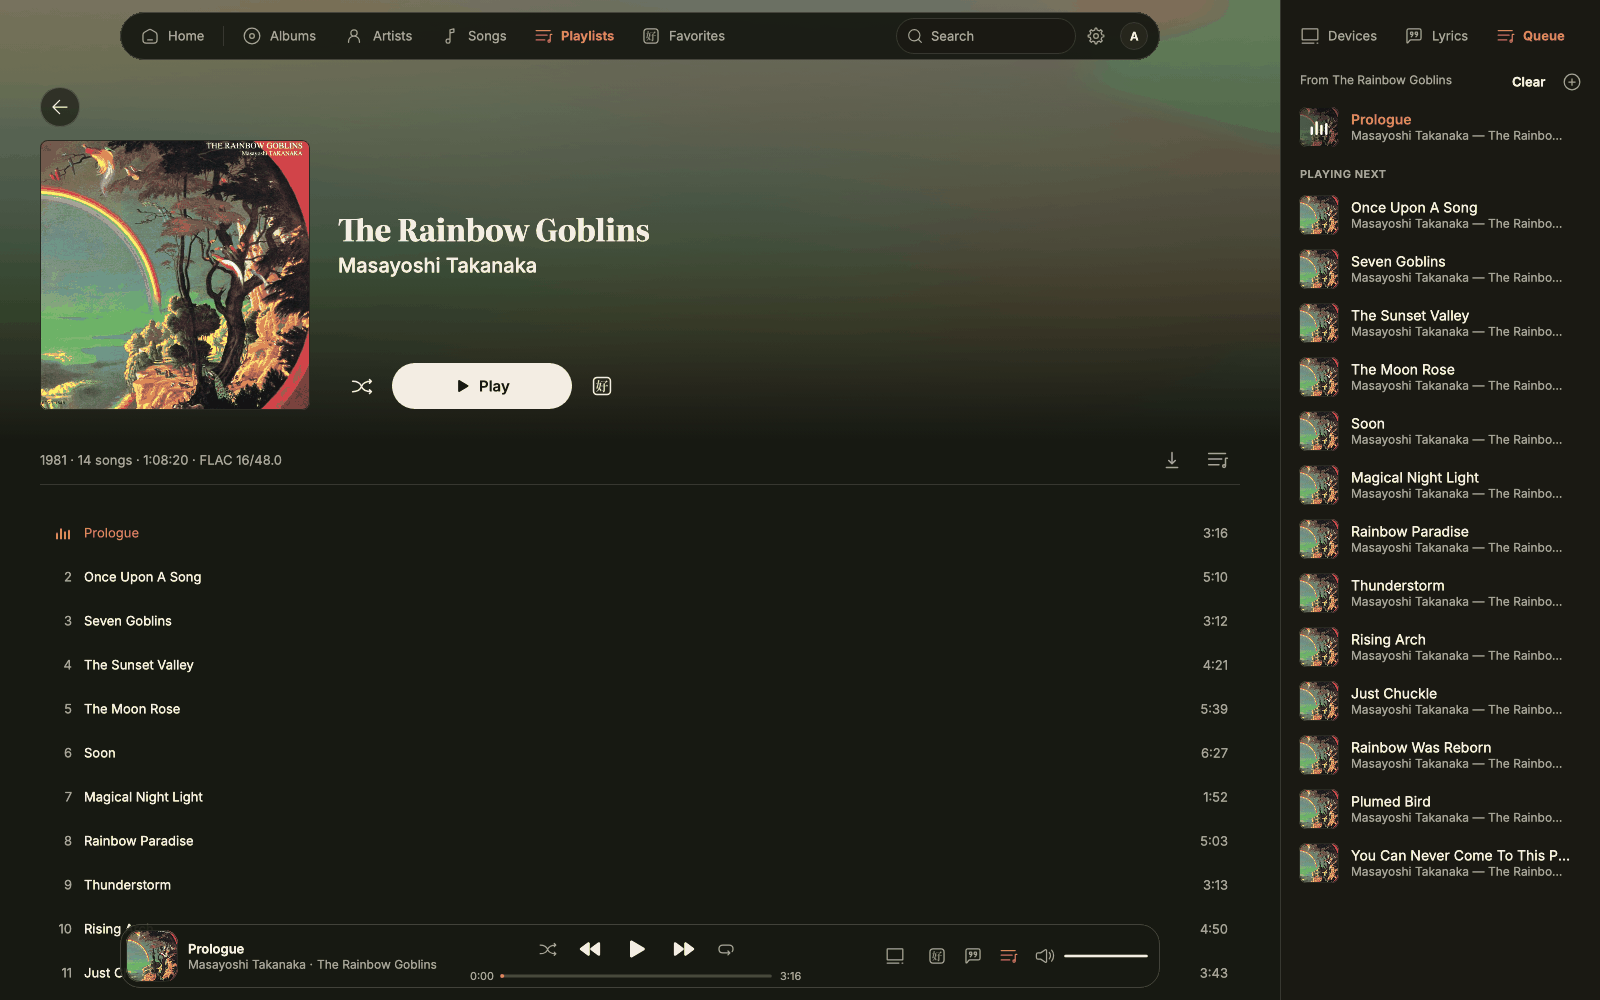 Home
Albums
Artists
Songs
Playlists
好 Favorites
Search
A
Devices
Lyrics
Queue
From The Rainbow Goblins
Clear
Prologue
Masayoshi Takanaka — The Rainbo...
PLAYING NEXT
Once Upon A Song
Masayoshi Takanaka — The Rainbo...
Seven Goblins
Masayoshi Takanaka — The Rainbo...
The Sunset Valley
Masayoshi Takanaka — The Rainbo...
The Moon Rose
Masayoshi Takanaka — The Rainbo...
Soon
Masayoshi Takanaka — The Rainbo...
Magical Night Light
Masayoshi Takanaka — The Rainbo...
Rainbow Paradise
Masayoshi Takanaka — The Rainbo...
Thunderstorm
Masayoshi Takanaka — The Rainbo...
Rising Arch
Masayoshi Takanaka — The Rainbo...
Just Chuckle
Masayoshi Takanaka — The Rainbo...
Rainbow Was Reborn
Masayoshi Takanaka — The Rainbo...
Plumed Bird
Masayoshi Takanaka — The Rainbo...
You Can Never Come To This P...
Masayoshi Takanaka — The Rainbo...
THE RAINBOW GOBLINS
Masayoshi TAKANAKA
The Rainbow Goblins
Masayoshi Takanaka
Play
好
1981 · 14 songs · 1:08:20 · FLAC 16/48.0
Prologue 3:16
2 Once Upon A Song 5:10
3 Seven Goblins 3:12
4 The Sunset Valley 4:21
5 The Moon Rose 5:39
6 Soon 6:27
7 Magical Night Light 1:52
8 Rainbow Paradise 5:03
9 Thunderstorm 3:13
10 Rising 4:50
11 Just C 3:43
Prologue
Masayoshi Takanaka · The Rainbow Goblins
0:00
3:16
好